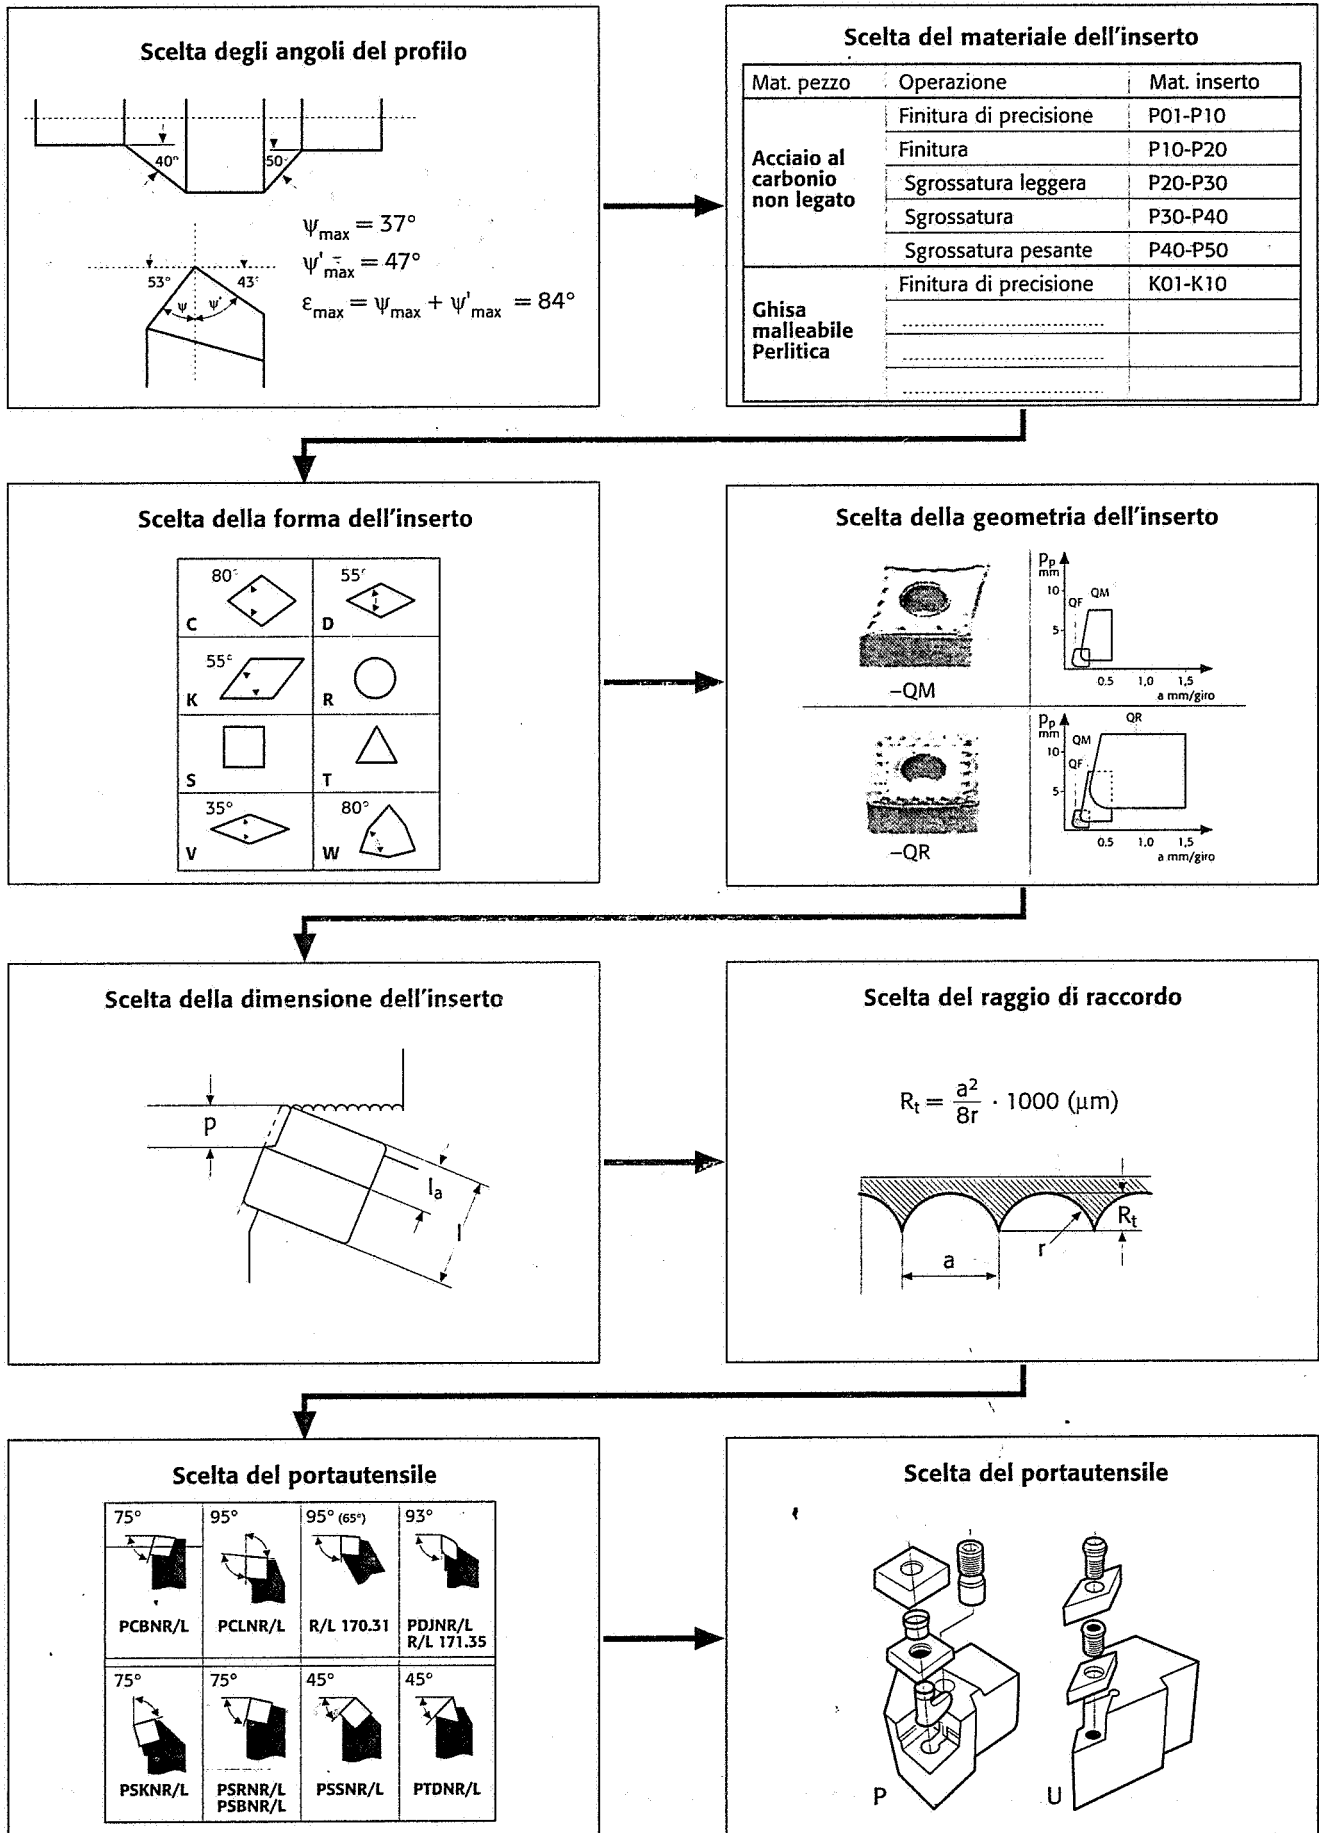 Scelta degli angoli del profilo
40°
50°
ψmax = 37°
ψ'max = 47°
εmax = ψmax + ψ'max = 84°
53°
43°
ψ
ψ'
Scelta del materiale dell'inserto
Mat. pezzo Operazione Mat. inserto
Acciaio al carbonio non legato
Finitura di precisione P01-P10
Finitura P10-P20
Sgrossatura leggera P20-P30
Sgrossatura P30-P40
Sgrossatura pesante P40-P50
Ghisa malleabile Perlitica
Finitura di precisione K01-K10
Scelta della forma dell'inserto
80° 55°
C D
55°
K R
S T
35° 80°
V W
Scelta della geometria dell'inserto
–QM
Pp
mm
10
QF QM
5
0.5 1,0 1,5
a mm/giro
–QR
Pp
mm
QR
10
QM
QF
5
0.5 1.0 1,5
a mm/giro
Scelta della dimensione dell'inserto
p
la
l
Scelta del raggio di raccordo
Rt = a²/8r · 1000 (μm)
Rt
r
a
Scelta del portautensile
75° 95° 95° (65°) 93°
PCBNR/L PCLNR/L R/L 170.31 PDJNR/L
R/L 171.35
75° 75° 45° 45°
PSKNR/L PSRNR/L PSSNR/L PTDNR/L
PSBNR/L
Scelta del portautensile
P U